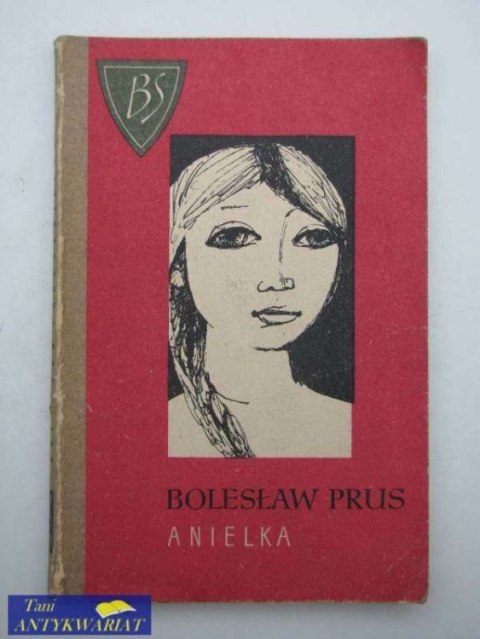 BS
BOLESŁAW PRUS
ANIELKA
Tani
ANTYKWARIAT